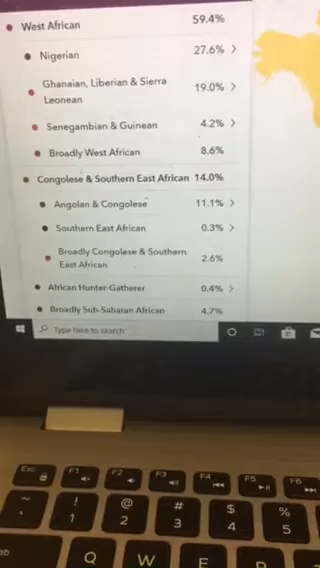 West African 59.4%
Nigerian 27.6% >
Ghanaian, Liberian & Sierra
Leonean 19.0% >
Senegambian & Guinean 4.2% >
Broadly West African 8.6%
Congolese & Southern East African 14.0%
Angolan & Congolese 11.1% >
Southern East African 0.3% >
Broadly Congolese & Southern
East African 2.6%
African Hunter-Gatherer 0.4% >
Broadly Sub-Saharan African 4.7%
Type here to search
Esc F1 F2 F3 F4 F5 F6
~ ! @ # $ %
` 1 2 3 4 5
ab Q W E